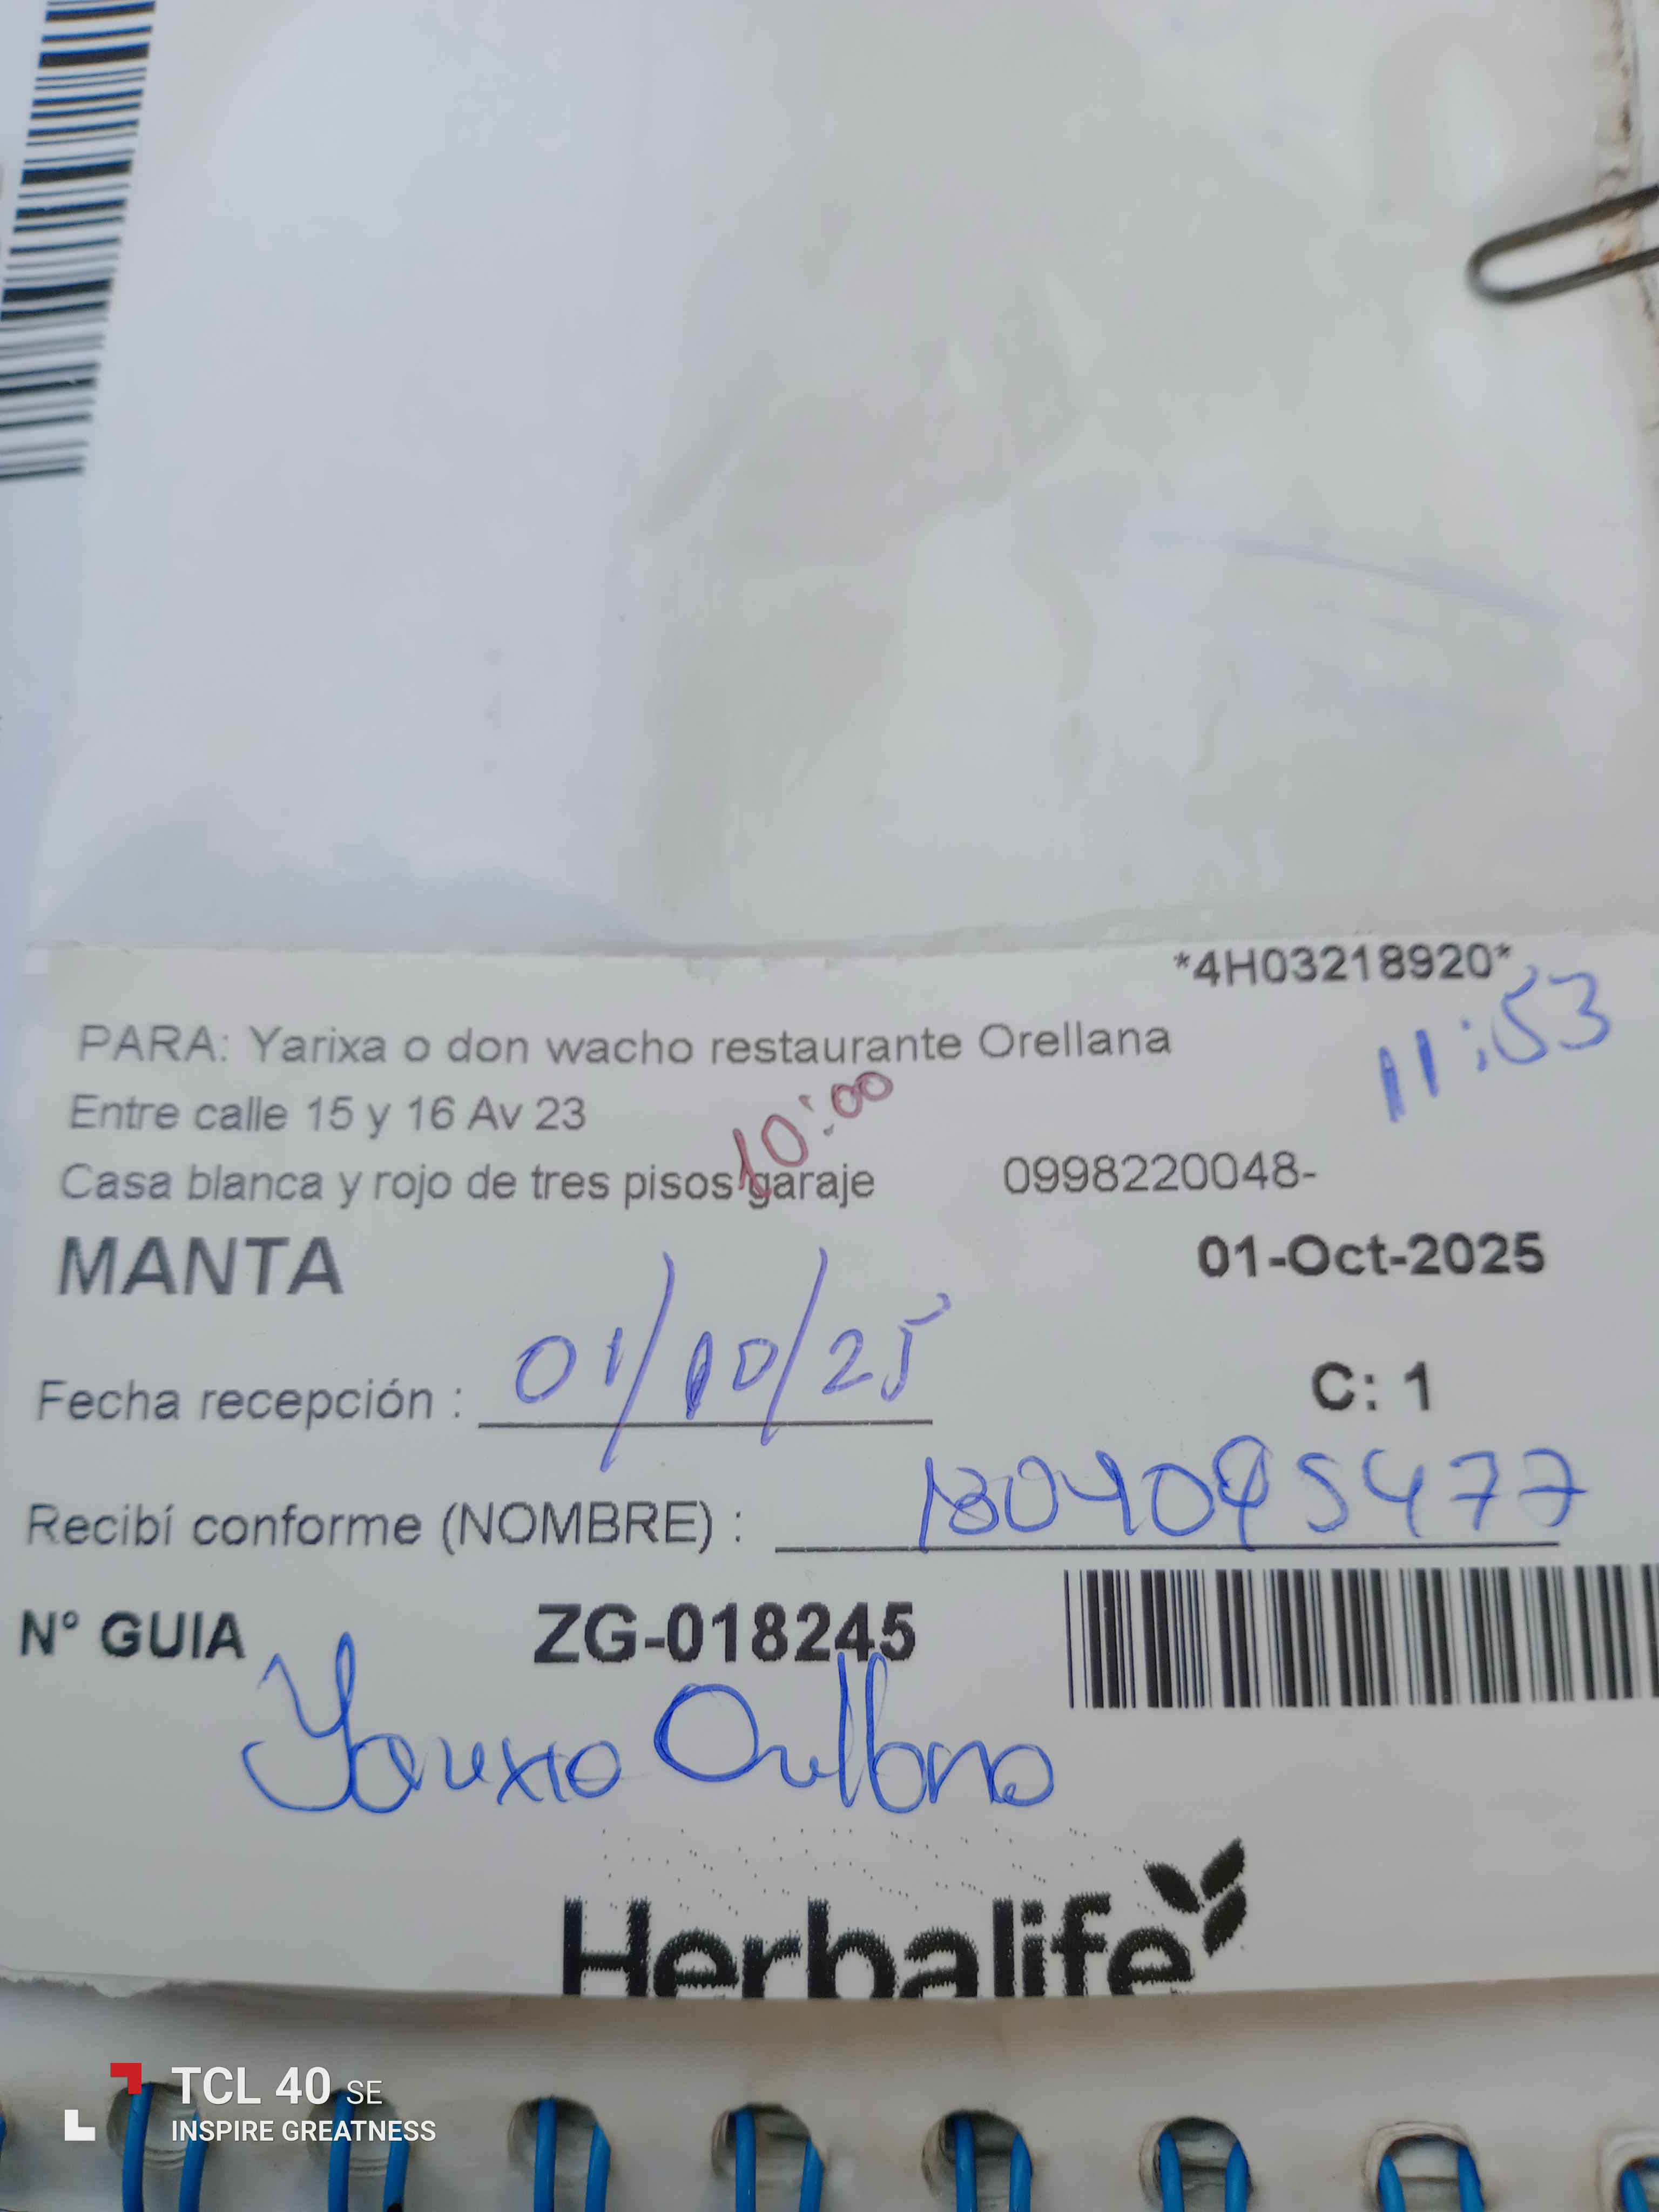 *4H03218920*
11:53
PARA: Yarixa o don wacho restaurante Orellana
Entre calle 15 y 16 Av 23
10:00
Casa blanca y rojo de tres pisos garaje 0998220048-
MANTA 01-Oct-2025
Fecha recepción : 01/10/25
C: 1
Recibí conforme (NOMBRE) :
N° GUIA ZG-018245
Yarixa Orellana
Herbalife
TCL 40 SE
INSPIRE GREATNESS